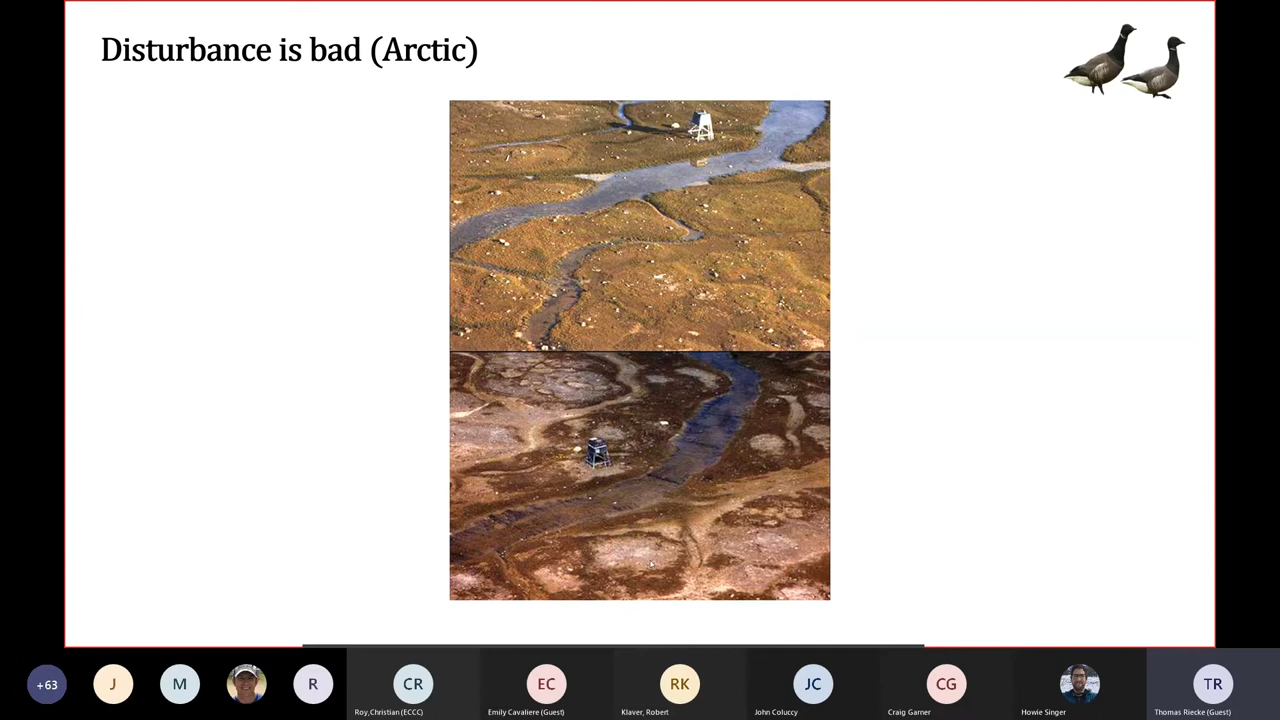 Disturbance is bad (Arctic)
+63
J
M
R
CR
EC
RK
JC
CG
TR
Roy,Christian (ECCC)
Emily Cavaliere (Guest)
Klaver, Robert
John Coluccy
Craig Garner
Howie Singer
Thomas Riecke (Guest)